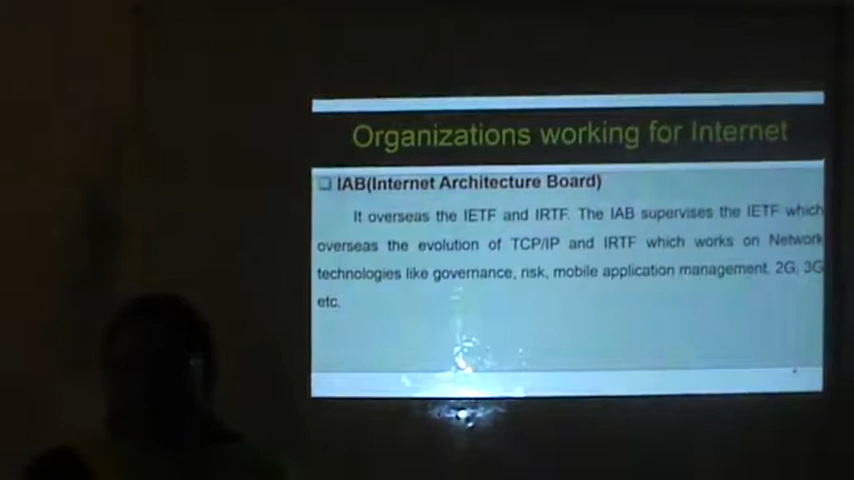 Organizations working for Internet
❑ IAB(Internet Architecture Board)
It overseas the IETF and IRTF. The IAB supervises the IETF which
overseas the evolution of TCP/IP and IRTF which works on Network
technologies like governance, risk, mobile application management, 2G, 3G
etc.